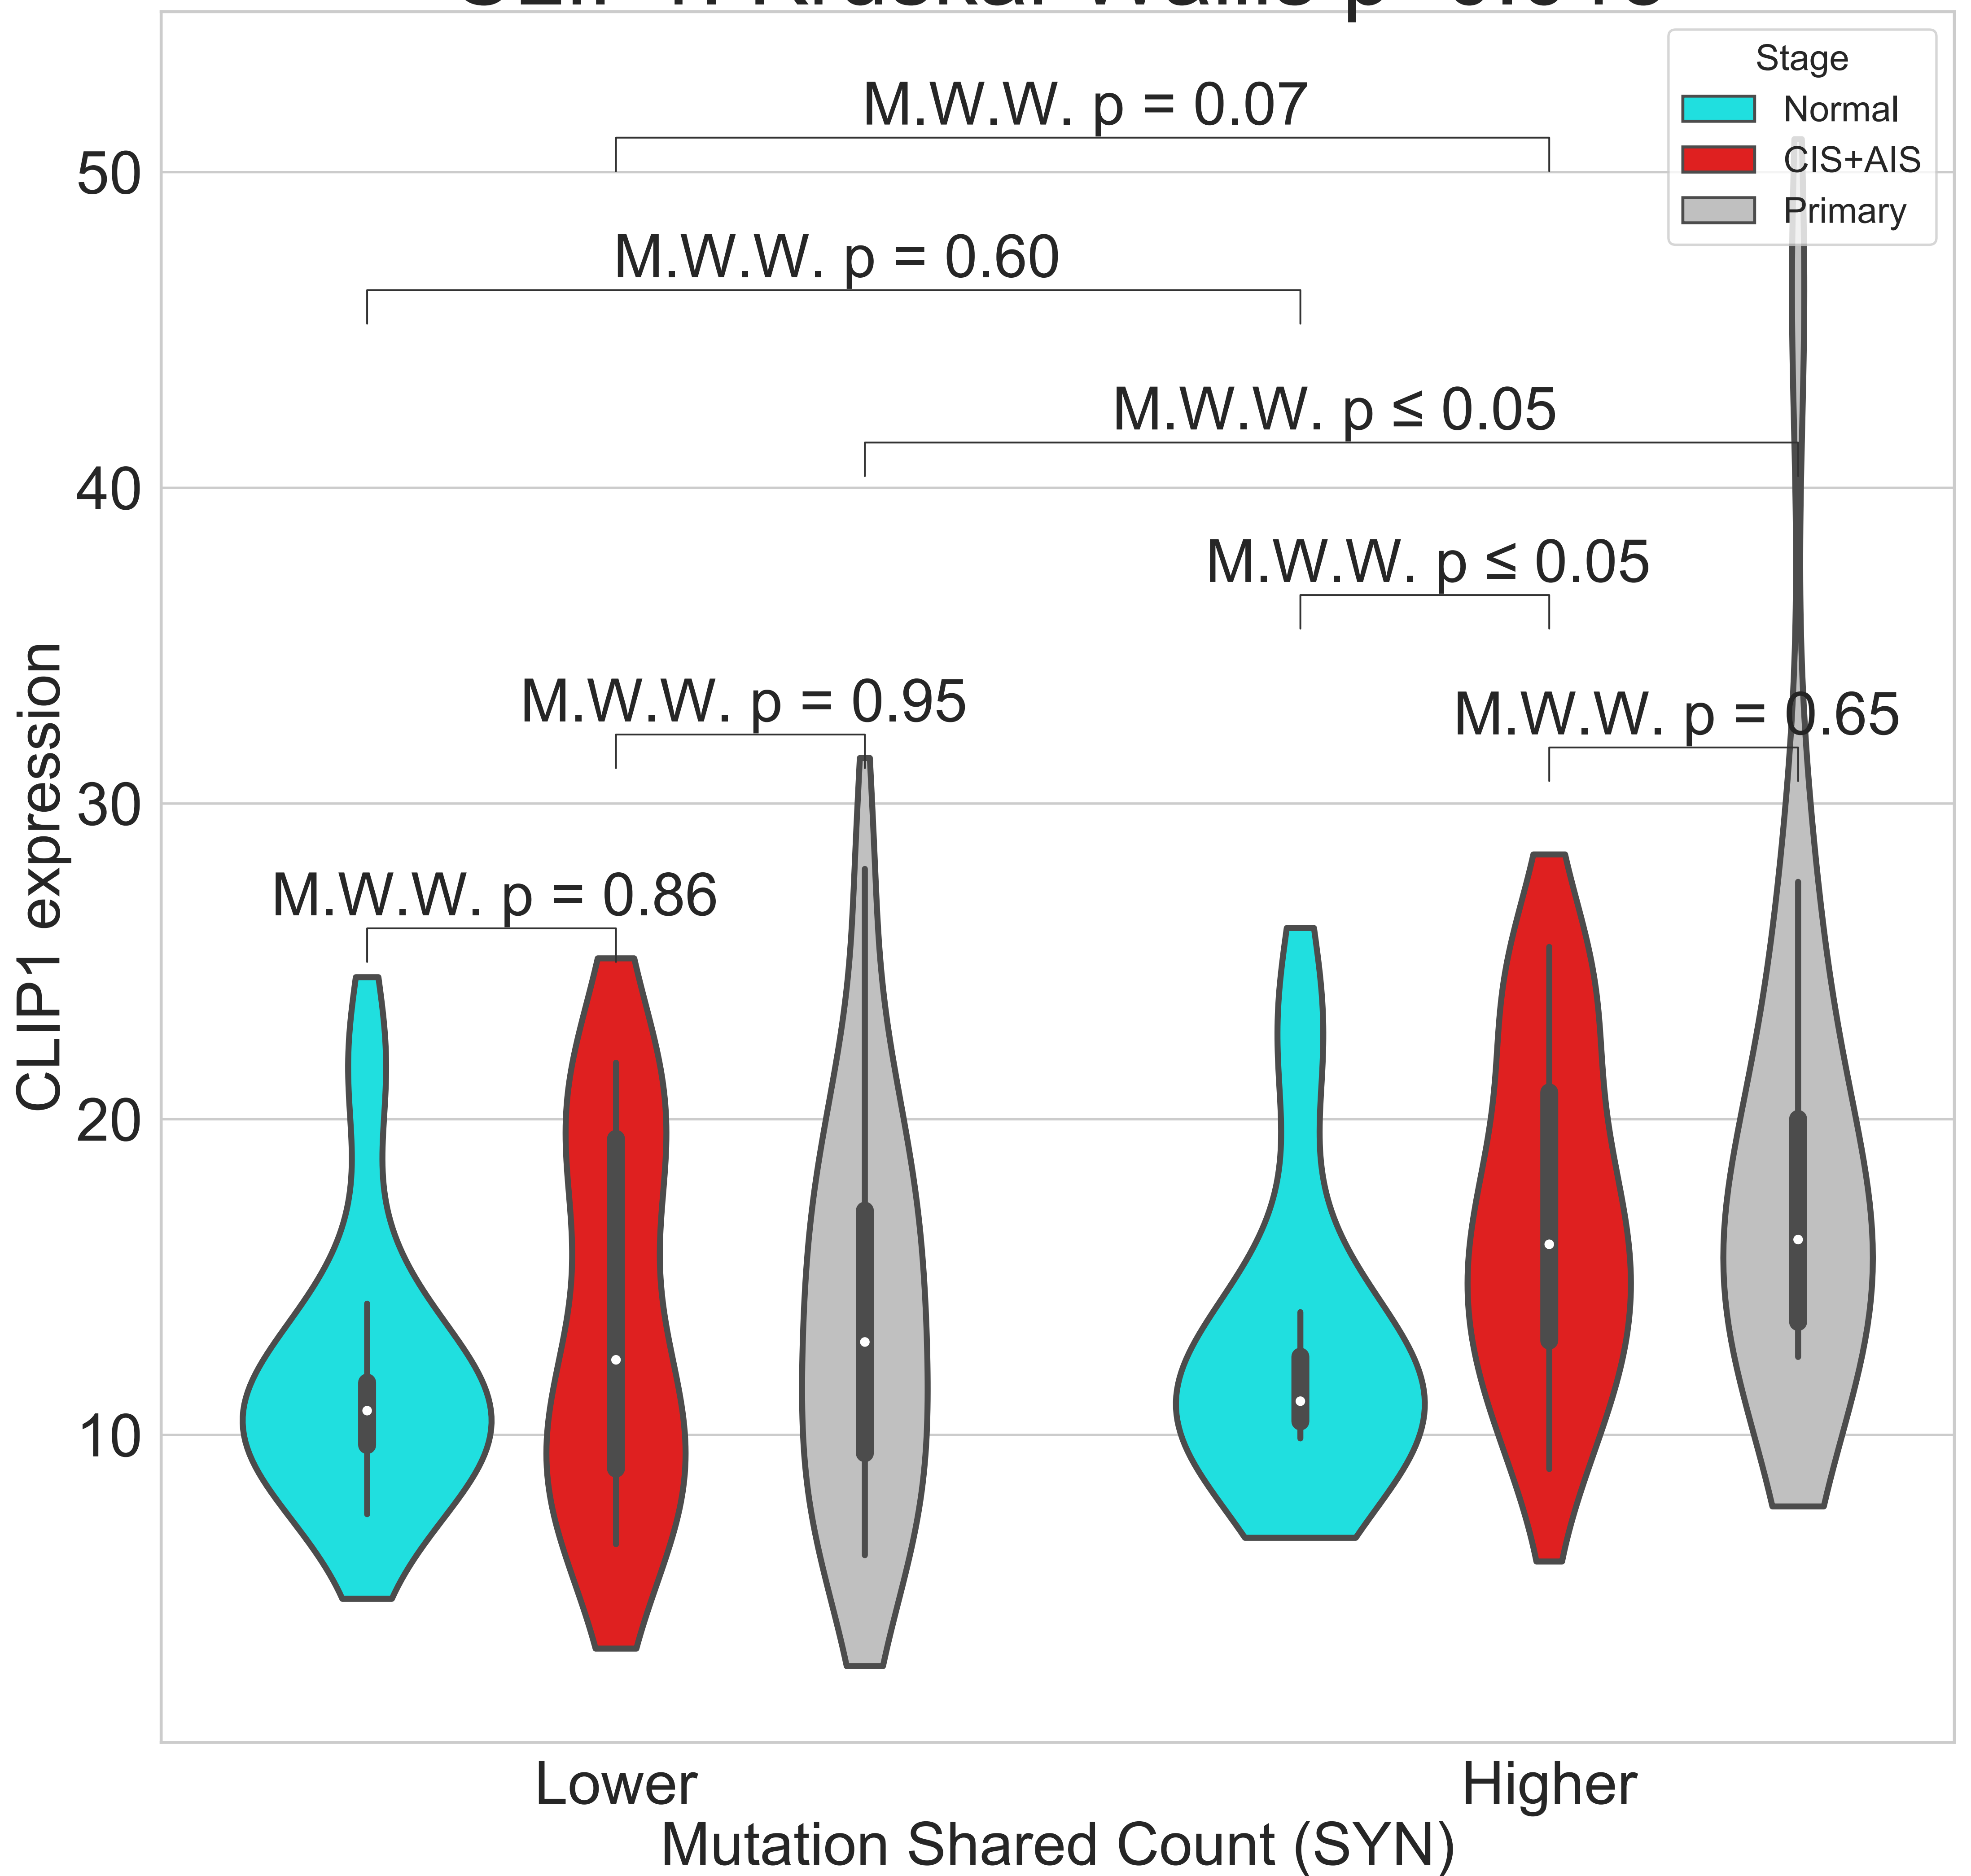 Stage
Normal
CIS+AIS
Primary
M.W.W. p = 0.07
M.W.W. p = 0.60
M.W.W. p ≤ 0.05
M.W.W. p ≤ 0.05
M.W.W. p = 0.95
M.W.W. p = 0.65
M.W.W. p = 0.86
50
40
30
20
10
CLIP1 expression
Lower
Higher
Mutation Shared Count (SYN)